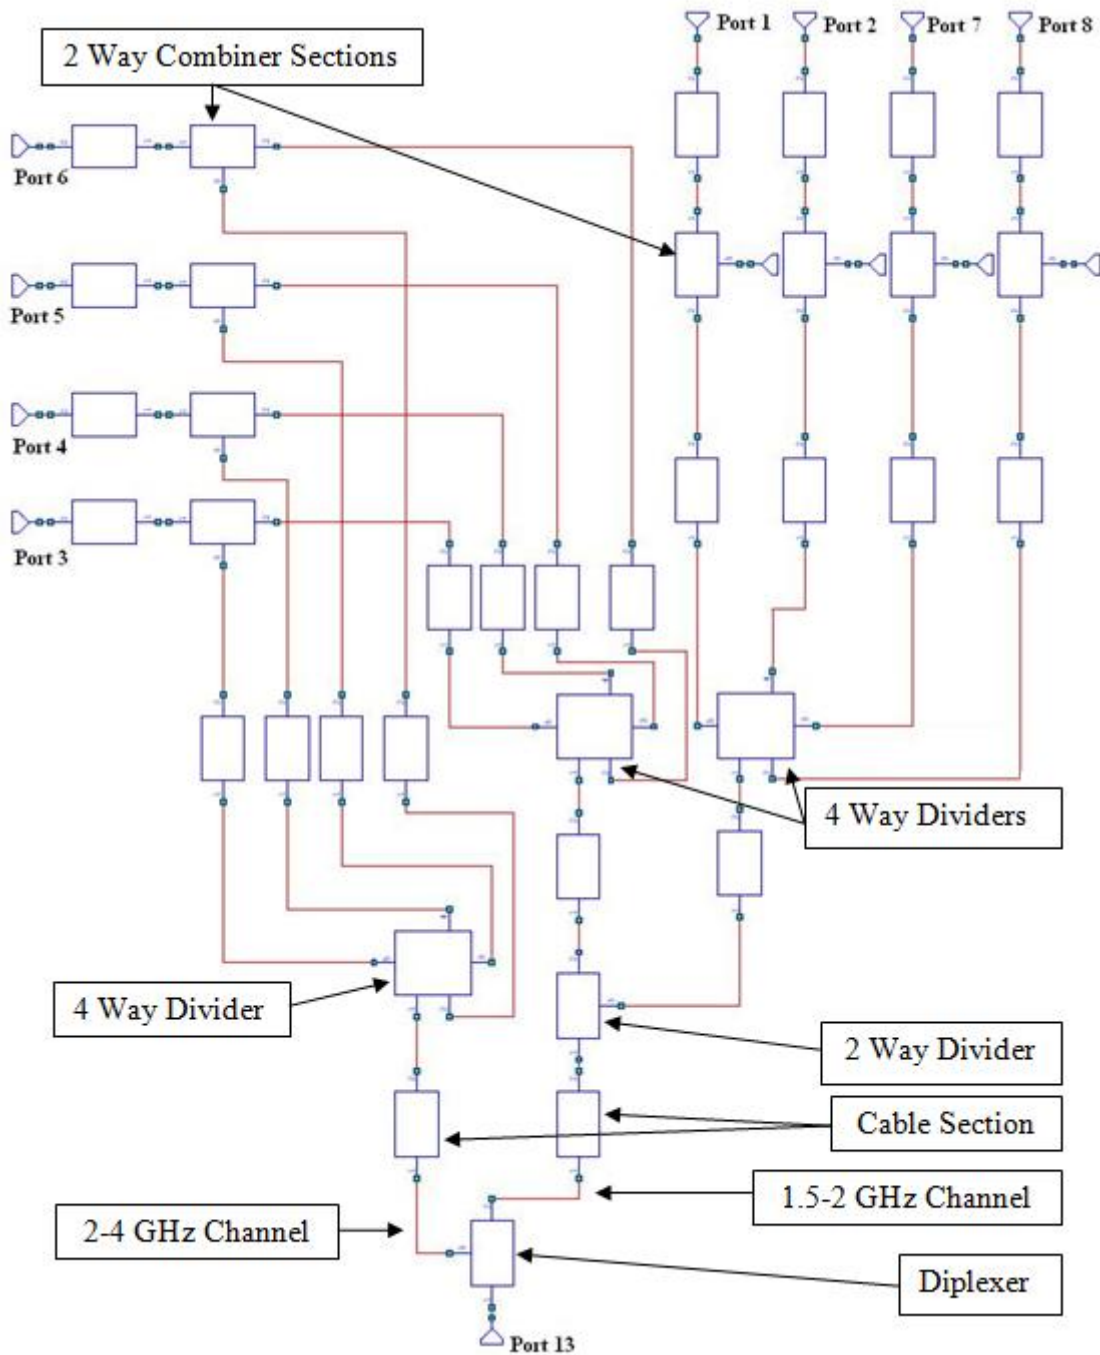 Port 1
Port 2
Port 7
Port 8
2 Way Combiner Sections
Port 6
Port 5
Port 4
Port 3
4 Way Dividers
4 Way Divider
2 Way Divider
Cable Section
1.5-2 GHz Channel
2-4 GHz Channel
Diplexer
Port 13